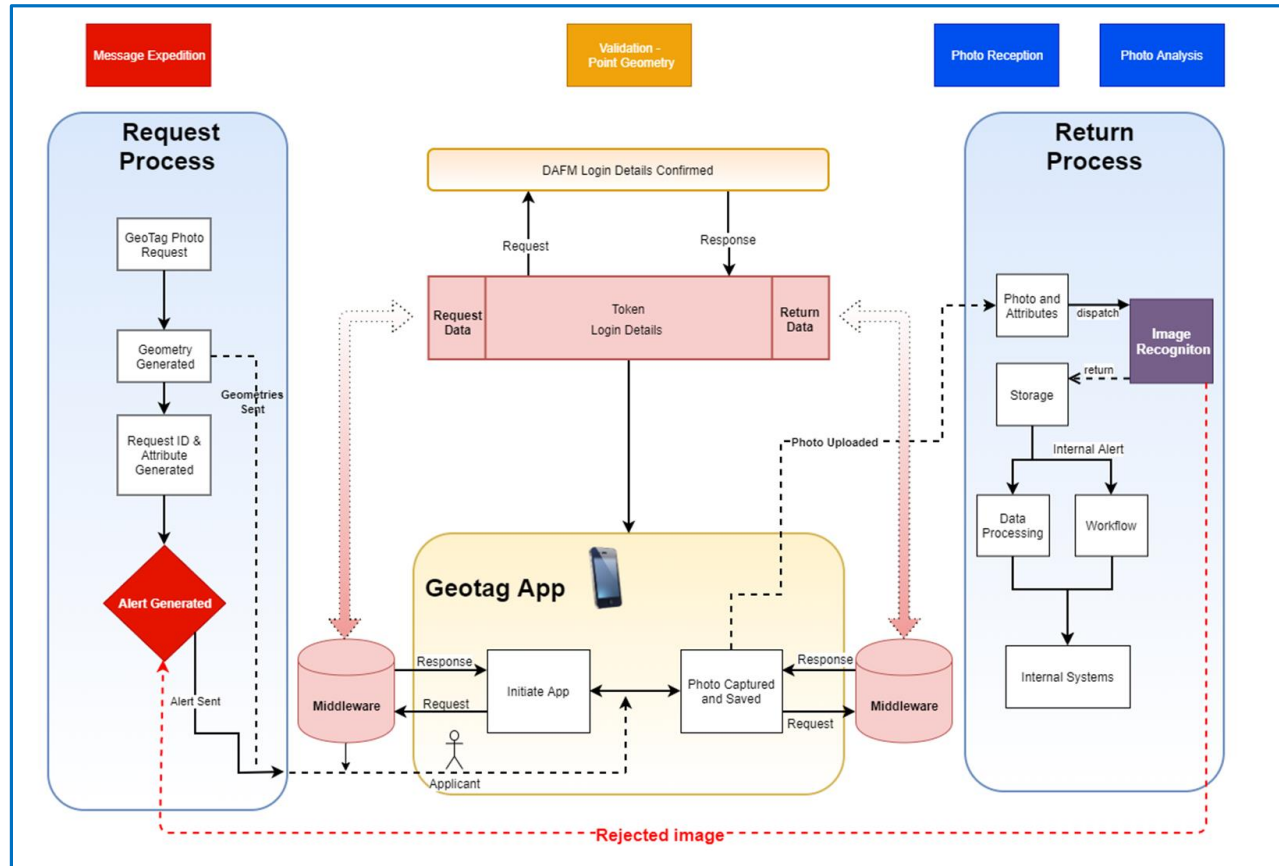 Message Expedition
Validation -
Point Geometry
Photo Reception
Photo Analysis
Request
Process
GeoTag Photo
Request
Geometry
Generated
Geometries
Sent
Request ID &
Attribute
Generated
Alert Generated
Alert Sent
DAFM Login Details Confirmed
Request
Response
Request
Data
Token
Login Details
Return
Data
Geotag App
Middleware
Response
Request
Initiate App
Applicant
Photo Captured
and Saved
Photo Uploaded
Response
Request
Middleware
Return
Process
Photo and
Attributes
dispatch
Image
Recogniton
return
Storage
Internal Alert
Data
Processing
Workflow
Internal Systems
Rejected image